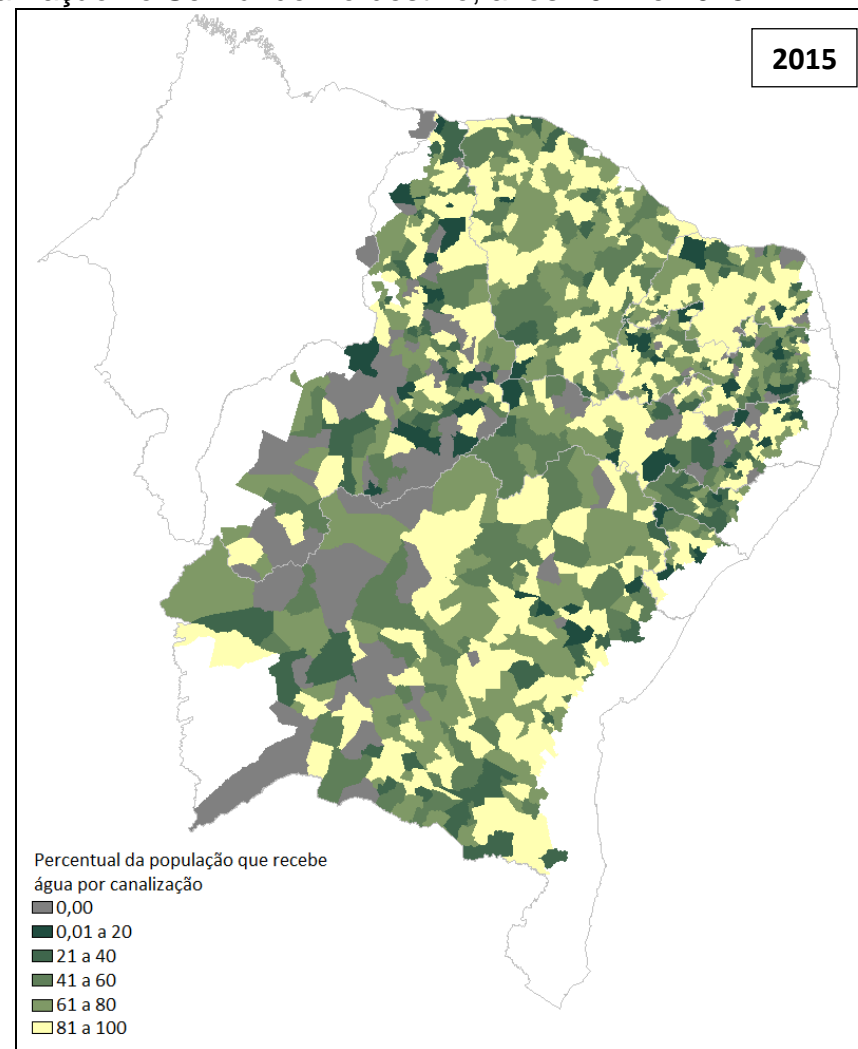 2015
Percentual da população que recebe
água por canalização
0,00
0,01 a 20
21 a 40
41 a 60
61 a 80
81 a 100